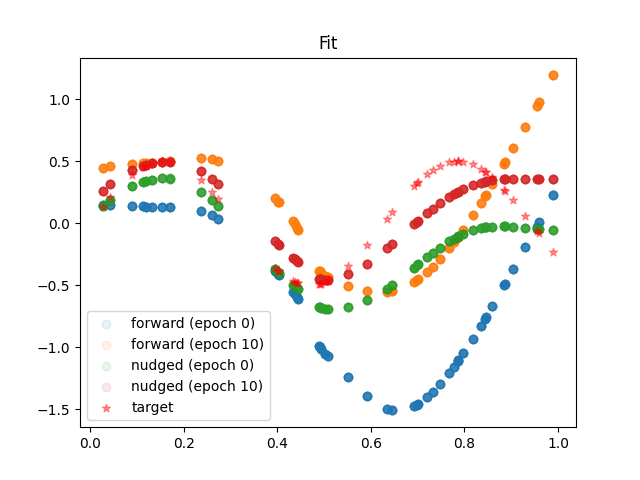 Fit
1.0
0.5
0.0
−0.5
−1.0
−1.5
forward (epoch 0)
forward (epoch 10)
nudged (epoch 0)
nudged (epoch 10)
target
0.0 0.2 0.4 0.6 0.8 1.0